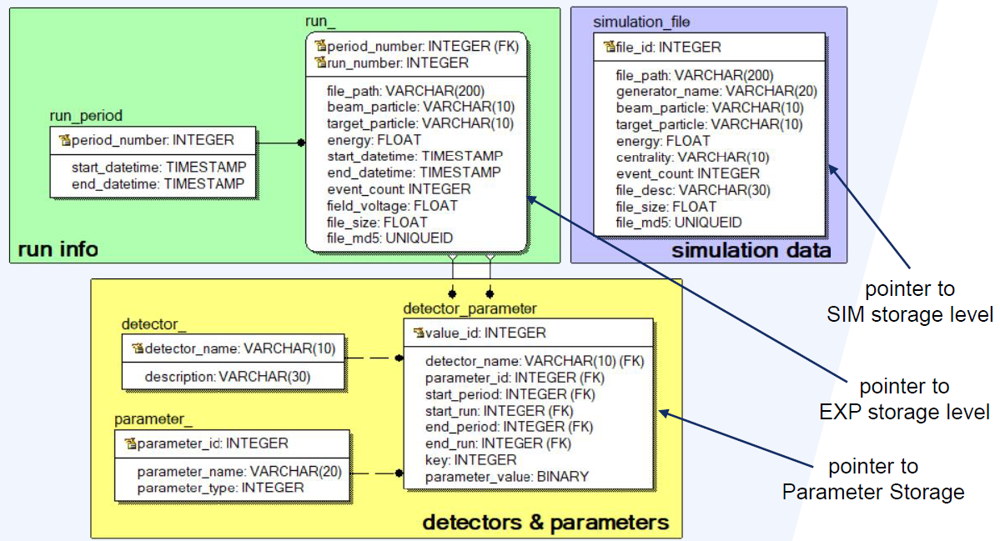 run_
period_number: INTEGER (FK)
run_number: INTEGER
file_path: VARCHAR(200)
beam_particle: VARCHAR(10)
target_particle: VARCHAR(10)
energy: FLOAT
start_datetime: TIMESTAMP
end_datetime: TIMESTAMP
event_count: INTEGER
field_voltage: FLOAT
file_size: FLOAT
file_md5: UNIQUEID
run_period
period_number: INTEGER
start_datetime: TIMESTAMP
end_datetime: TIMESTAMP
run info
simulation_file
file_id: INTEGER
file_path: VARCHAR(200)
generator_name: VARCHAR(20)
beam_particle: VARCHAR(10)
target_particle: VARCHAR(10)
energy: FLOAT
centrality: VARCHAR(10)
event_count: INTEGER
file_desc: VARCHAR(30)
file_size: FLOAT
file_md5: UNIQUEID
simulation data
detector_
detector_name: VARCHAR(10)
description: VARCHAR(30)
parameter_
parameter_id: INTEGER
parameter_name: VARCHAR(20)
parameter_type: INTEGER
detector_parameter
value_id: INTEGER
detector_name: VARCHAR(10) (FK)
parameter_id: INTEGER (FK)
start_period: INTEGER (FK)
start_run: INTEGER (FK)
end_period: INTEGER (FK)
end_run: INTEGER (FK)
key: INTEGER
parameter_value: BINARY
detectors & parameters
pointer to
SIM storage level
pointer to
EXP storage level
pointer to
Parameter Storage